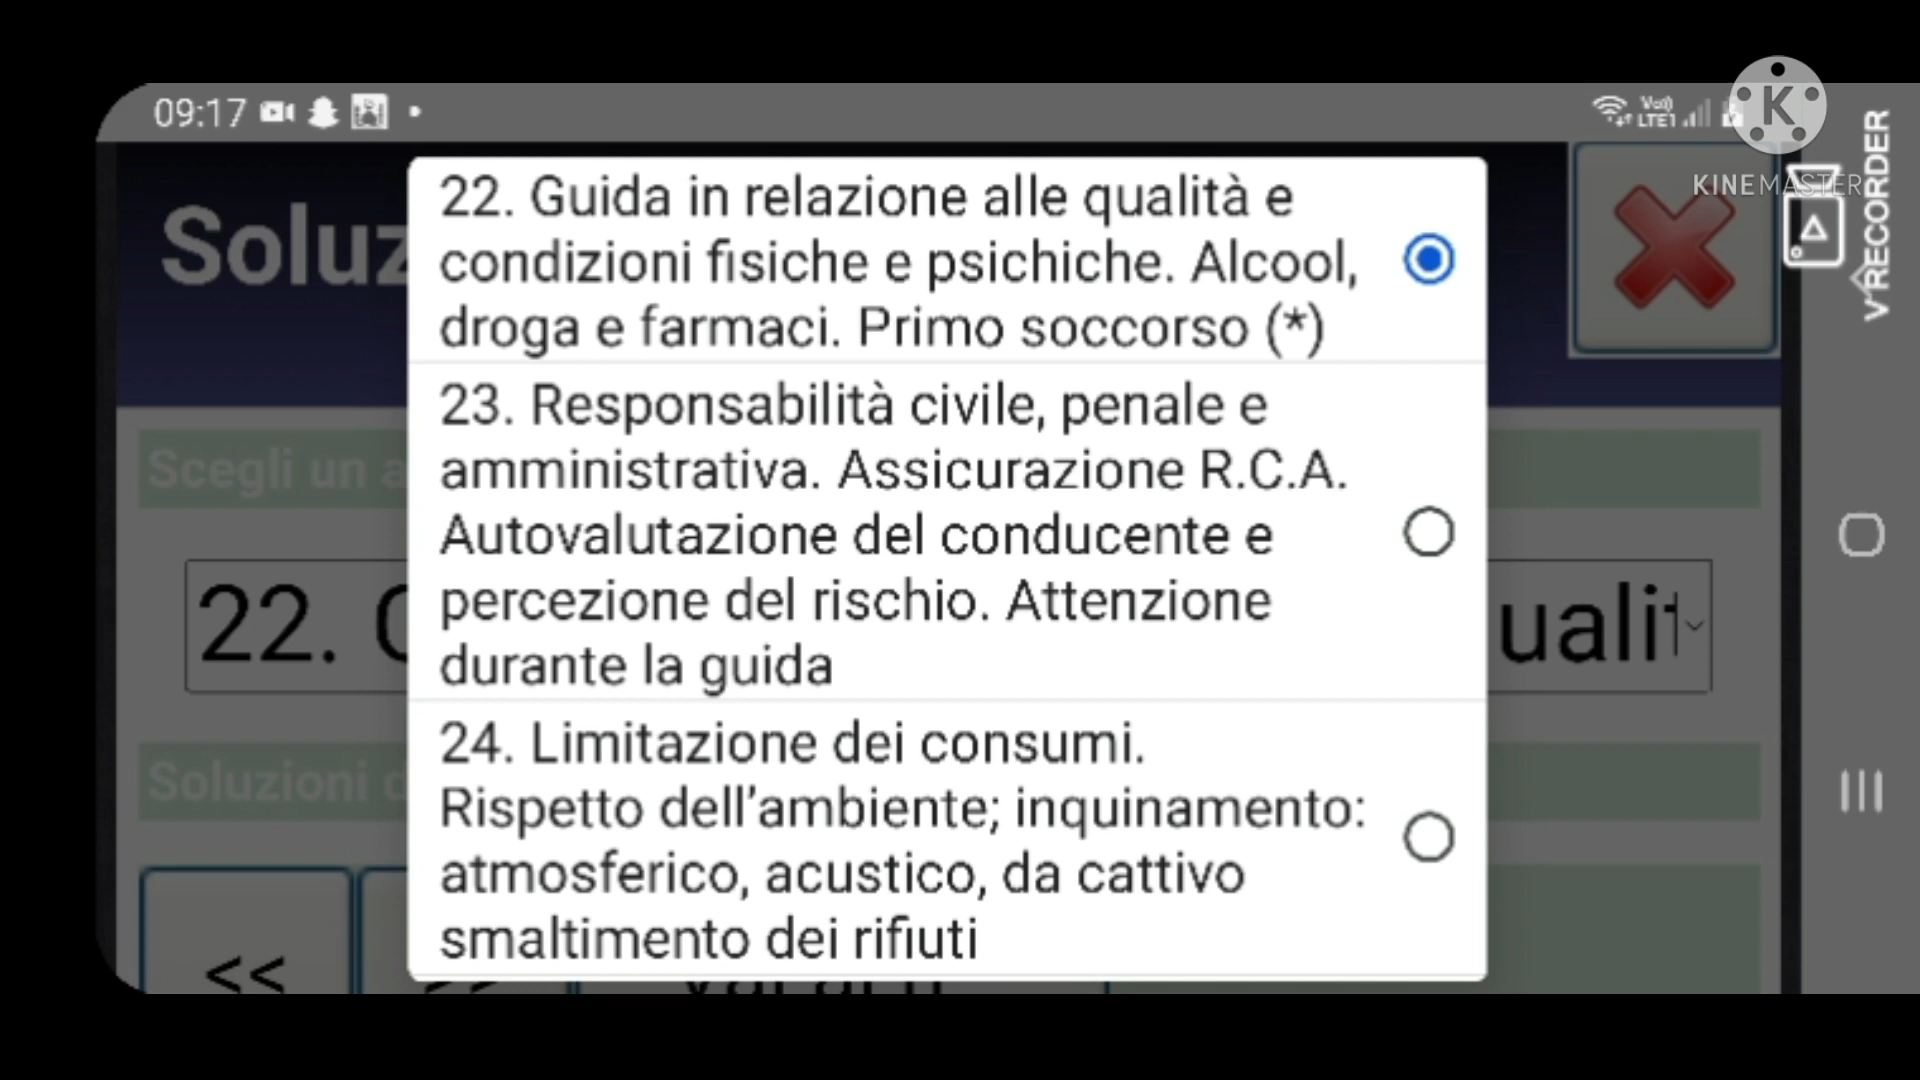 09:17
Vo))
LTE1
KINEMASTER
V RECORDER
Soluz
22. Guida in relazione alle qualità e
condizioni fisiche e psichiche. Alcool,
droga e farmaci. Primo soccorso (*)
23. Responsabilità civile, penale e
amministrativa. Assicurazione R.C.A.
Autovalutazione del conducente e
percezione del rischio. Attenzione
durante la guida
24. Limitazione dei consumi.
Rispetto dell'ambiente; inquinamento:
atmosferico, acustico, da cattivo
smaltimento dei rifiuti
Scegli un a
22. G ualit
Soluzioni d
<< >>